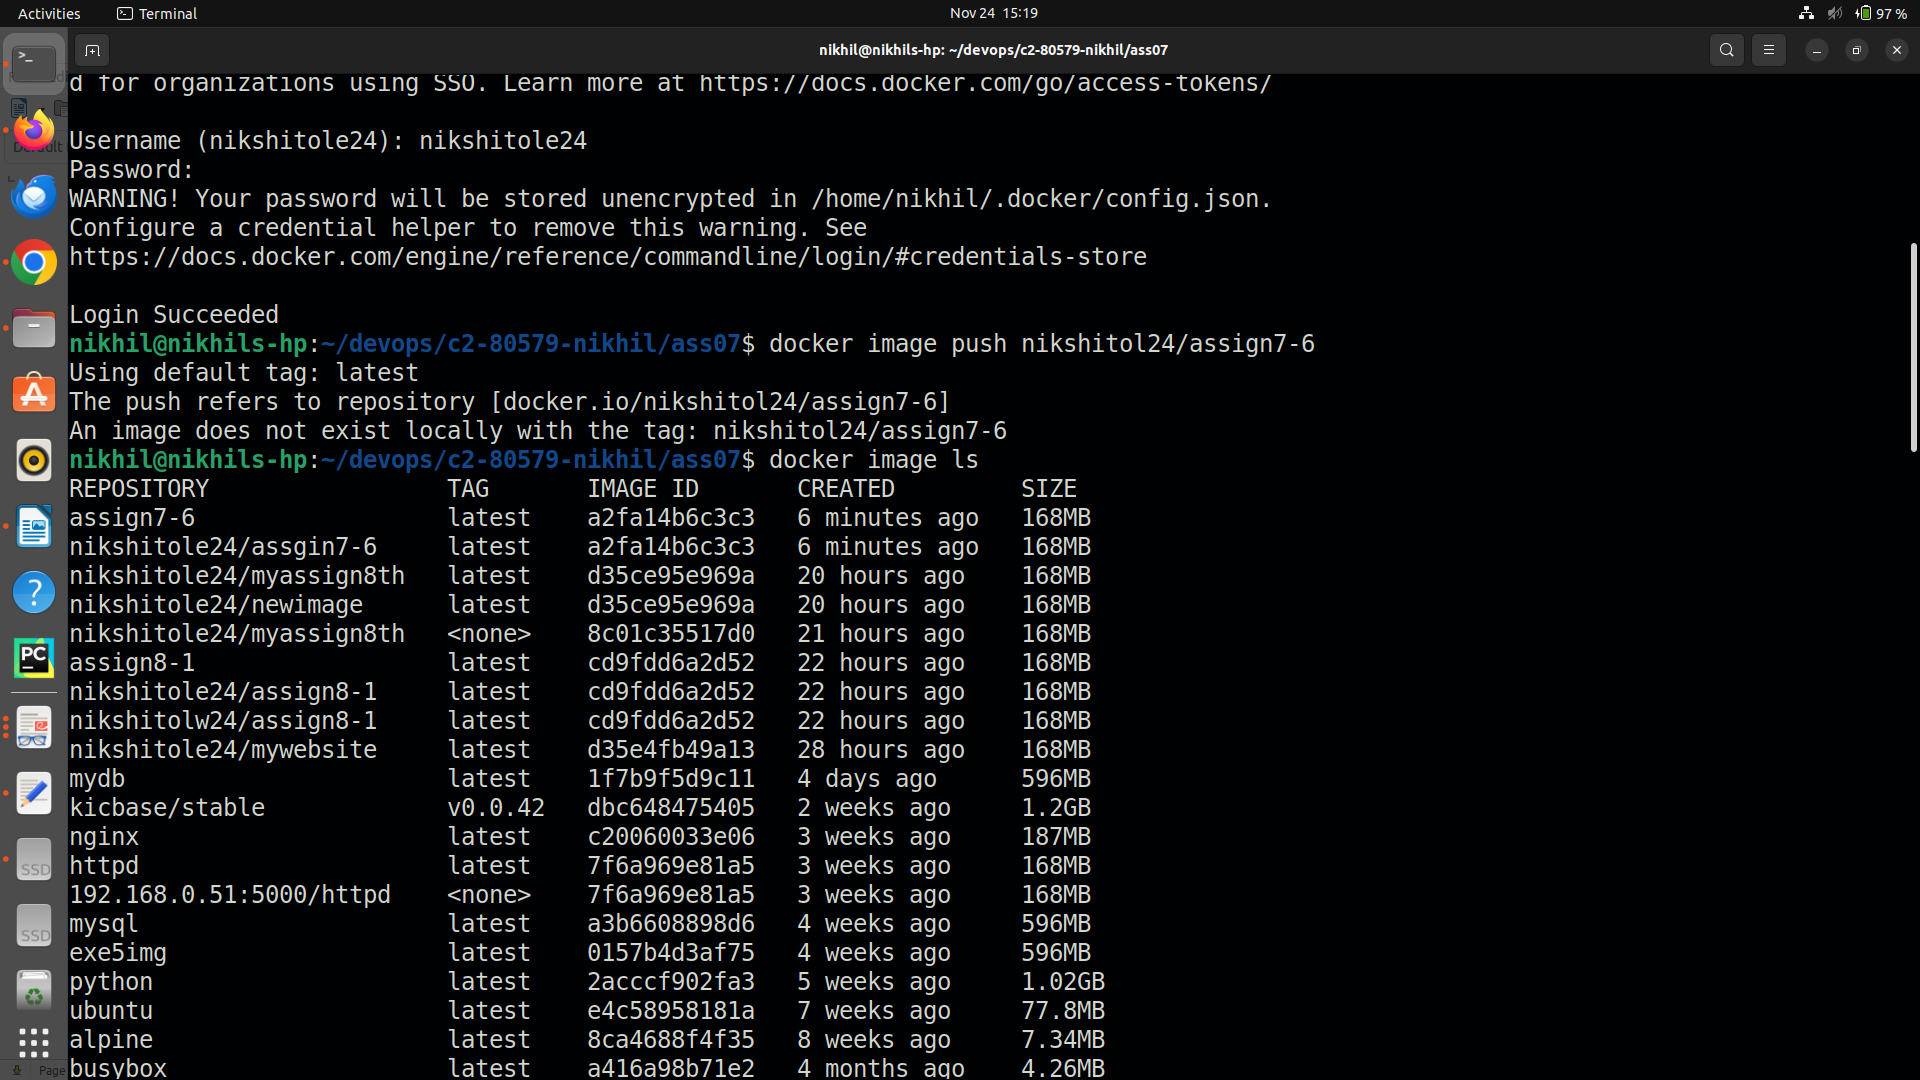 Activities
Terminal
Nov 24 15:19
97 %
nikhil@nikhils-hp: ~/devops/c2-80579-nikhil/ass07
d for organizations using SSO. Learn more at https://docs.docker.com/go/access-tokens/
Username (nikshitole24): nikshitole24
Password:
WARNING! Your password will be stored unencrypted in /home/nikhil/.docker/config.json.
Configure a credential helper to remove this warning. See
https://docs.docker.com/engine/reference/commandline/login/#credentials-store
Login Succeeded
nikhil@nikhils-hp:~/devops/c2-80579-nikhil/ass07$ docker image push nikshitol24/assign7-6
Using default tag: latest
The push refers to repository [docker.io/nikshitol24/assign7-6]
An image does not exist locally with the tag: nikshitol24/assign7-6
nikhil@nikhils-hp:~/devops/c2-80579-nikhil/ass07$ docker image ls
REPOSITORY TAG IMAGE ID CREATED SIZE
assign7-6 latest a2fa14b6c3c3 6 minutes ago 168MB
nikshitole24/assgin7-6 latest a2fa14b6c3c3 6 minutes ago 168MB
nikshitole24/myassign8th latest d35ce95e969a 20 hours ago 168MB
nikshitole24/newimage latest d35ce95e969a 20 hours ago 168MB
nikshitole24/myassign8th <none> 8c01c35517d0 21 hours ago 168MB
assign8-1 latest cd9fdd6a2d52 22 hours ago 168MB
nikshitole24/assign8-1 latest cd9fdd6a2d52 22 hours ago 168MB
nikshitolw24/assign8-1 latest cd9fdd6a2d52 22 hours ago 168MB
nikshitole24/mywebsite latest d35e4fb49a13 28 hours ago 168MB
mydb latest 1f7b9f5d9c11 4 days ago 596MB
kicbase/stable v0.0.42 dbc648475405 2 weeks ago 1.2GB
nginx latest c20060033e06 3 weeks ago 187MB
httpd latest 7f6a969e81a5 3 weeks ago 168MB
192.168.0.51:5000/httpd <none> 7f6a969e81a5 3 weeks ago 168MB
mysql latest a3b6608898d6 4 weeks ago 596MB
exe5img latest 0157b4d3af75 4 weeks ago 596MB
python latest 2acccf902fa3 5 weeks ago 1.02GB
ubuntu latest e4c58958181a 7 weeks ago 77.8MB
alpine latest 8ca4688f4f35 8 weeks ago 7.34MB
busybox latest a416a98b71e2 4 months ago 4.26MB
PC
SSD
SSD
Page